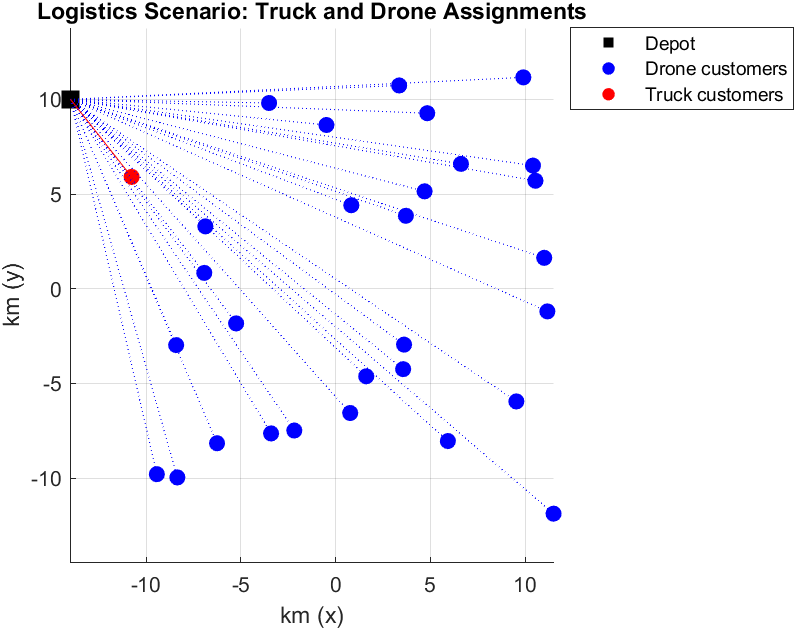 Logistics Scenario: Truck and Drone Assignments
Depot
Drone customers
Truck customers
10
5
0
-5
-10
km (y)
-10
-5
0
5
10
km (x)